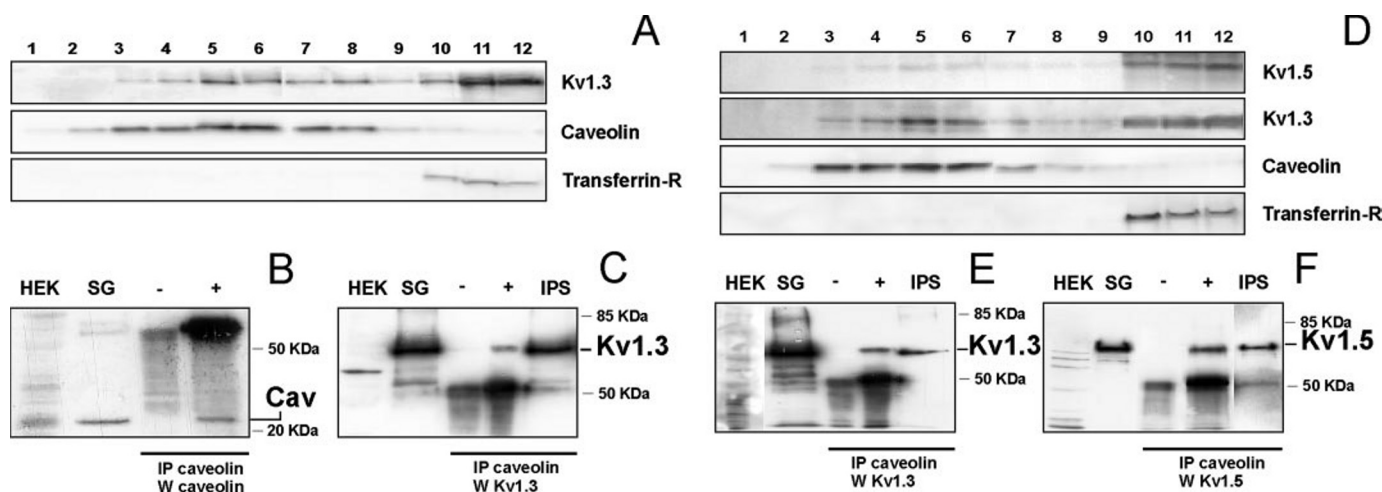 A
1 2 3 4 5 6 7 8 9 10 11 12
Kv1.3
Caveolin
Transferrin-R
D
1 2 3 4 5 6 7 8 9 10 11 12
Kv1.5
Kv1.3
Caveolin
Transferrin-R
B
HEK SG - +
– 50 KDa
Cav
– 20 KDa
IP caveolin
W caveolin
C
HEK SG - + IPS
– 85 KDa
–Kv1.3
– 50 KDa
IP caveolin
W Kv1.3
E
HEK SG - + IPS
– 85 KDa
–Kv1.3
– 50 KDa
IP caveolin
W Kv1.3
F
HEK SG - + IPS
– 85 KDa
–Kv1.5
– 50 KDa
IP caveolin
W Kv1.5